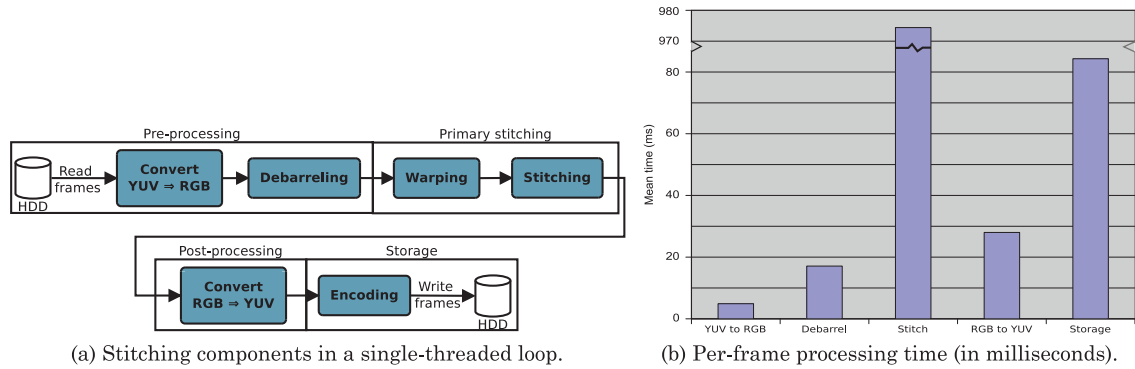 Pre-processing
Primary stitching
HDD
Read
frames
Convert
YUV ⇒ RGB
Debarreling
Warping
Stitching
Post-processing
Storage
Convert
RGB ⇒ YUV
Encoding
Write
frames
HDD
(a) Stitching components in a single-threaded loop.
Mean time (ms)
980
970
80
60
40
20
0
YUV to RGB
Debarrel
Stitch
RGB to YUV
Storage
(b) Per-frame processing time (in milliseconds).